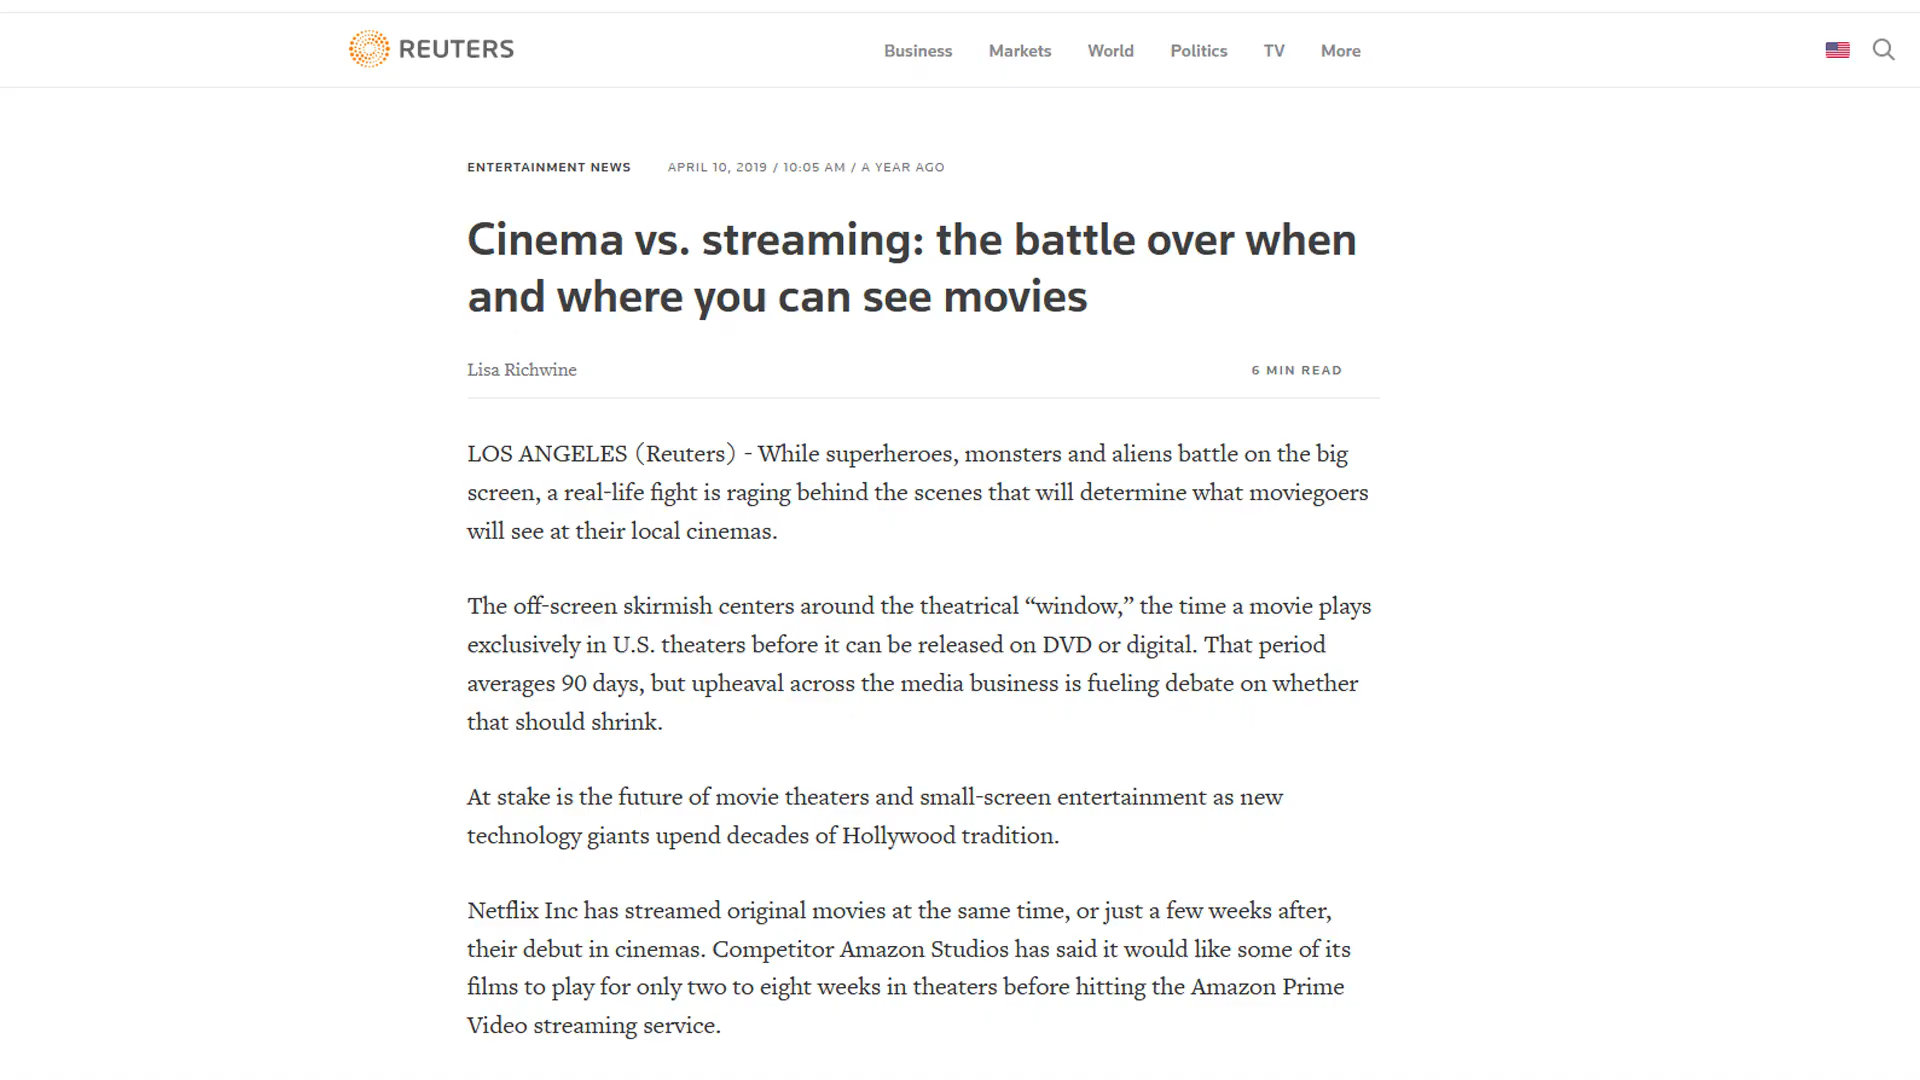 REUTERS
Business Markets World Politics TV More
ENTERTAINMENT NEWS APRIL 10, 2019 / 10:05 AM / A YEAR AGO
Cinema vs. streaming: the battle over when
and where you can see movies
Lisa Richwine 6 MIN READ
LOS ANGELES (Reuters) - While superheroes, monsters and aliens battle on the big
screen, a real-life fight is raging behind the scenes that will determine what moviegoers
will see at their local cinemas.
The off-screen skirmish centers around the theatrical “window,” the time a movie plays
exclusively in U.S. theaters before it can be released on DVD or digital. That period
averages 90 days, but upheaval across the media business is fueling debate on whether
that should shrink.
At stake is the future of movie theaters and small-screen entertainment as new
technology giants upend decades of Hollywood tradition.
Netflix Inc has streamed original movies at the same time, or just a few weeks after,
their debut in cinemas. Competitor Amazon Studios has said it would like some of its
films to play for only two to eight weeks in theaters before hitting the Amazon Prime
Video streaming service.